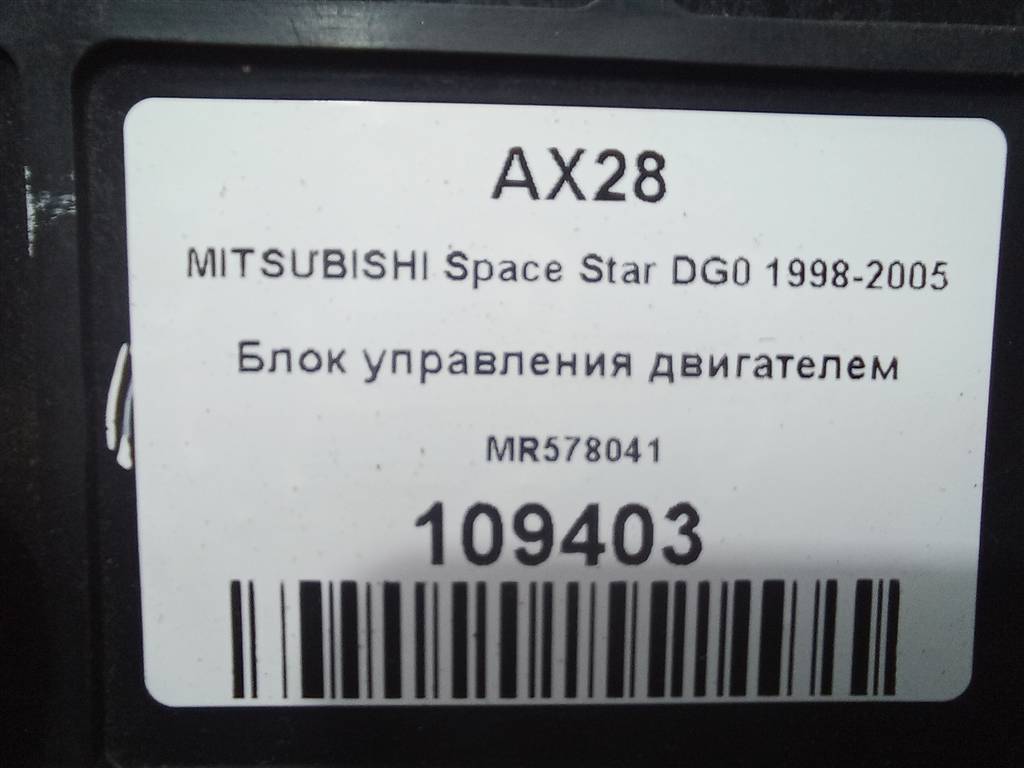 AX28
MITSUBISHI Space Star DG0 1998-2005
Блок управления двигателем
MR578041
109403